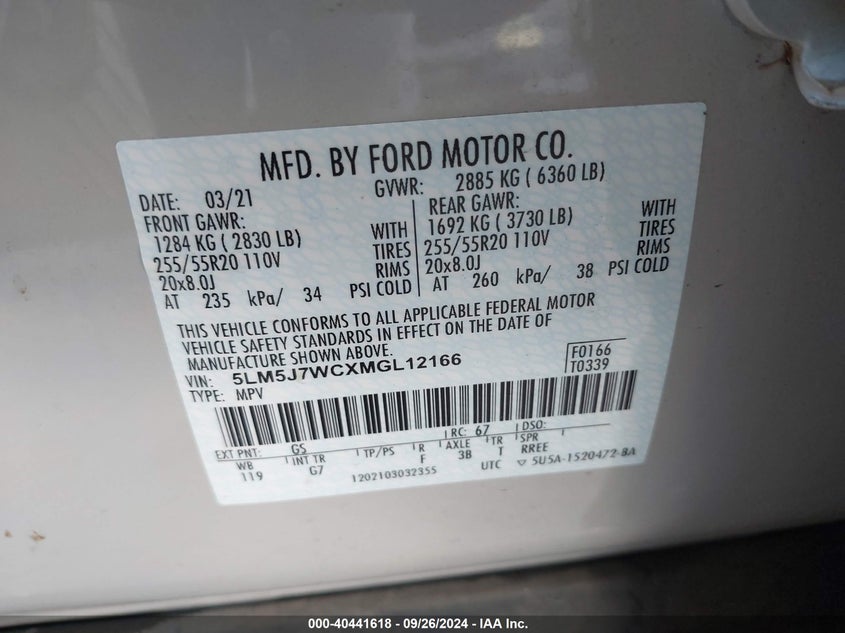 MFD. BY FORD MOTOR CO.
DATE: 03/21 GVWR: 2885 KG ( 6360 LB)
FRONT GAWR: REAR GAWR:
1284 KG ( 2830 LB) WITH 1692 KG ( 3730 LB) WITH
255/55R20 110V TIRES 255/55R20 110V TIRES
20x8.0J RIMS 20x8.0J RIMS
AT 235 kPa/ 34 PSI COLD AT 260 kPa/ 38 PSI COLD
THIS VEHICLE CONFORMS TO ALL APPLICABLE FEDERAL MOTOR
VEHICLE SAFETY STANDARDS IN EFFECT ON THE DATE OF
MANUFACTURE SHOWN ABOVE.
VIN: 5LM5J7WCXMGL12166 F0166
TYPE: MPV T0339
EXT PNT: GS RC: 67 DSO:
WB INT TR TP/PS R AXLE TR SPR
119 G7 F 3B T RREE
1202103032355 UTC ▽ 5U5A-1520472-BA
000-40441618 - 09/26/2024 - IAA Inc.